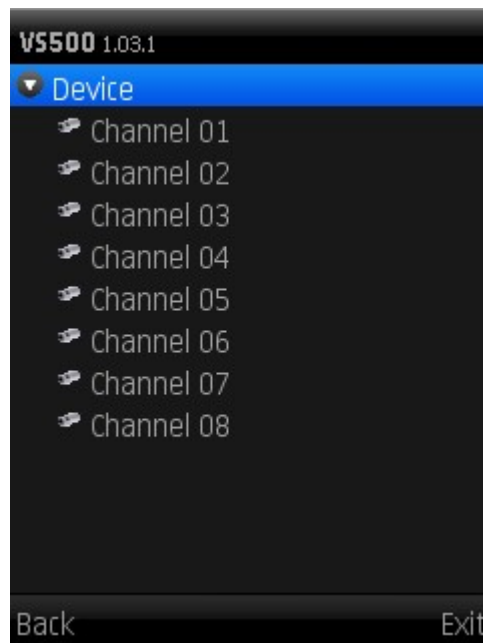 VS500 1.03.1
Device
Channel 01
Channel 02
Channel 03
Channel 04
Channel 05
Channel 06
Channel 07
Channel 08
Back Exit